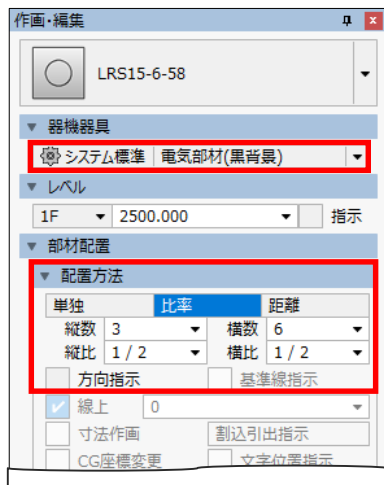 作画・編集
LRS15-6-58
器機器具
システム標準 電気部材(黒背景)
レベル
1F 2500.000 指示
部材配置
配置方法
単独 比率 距離
縦数 3 横数 6
縦比 1 / 2 横比 1 / 2
方向指示 基準線指示
線上 0
寸法作画 割込引出指示
CG座標変更 文字位置指示